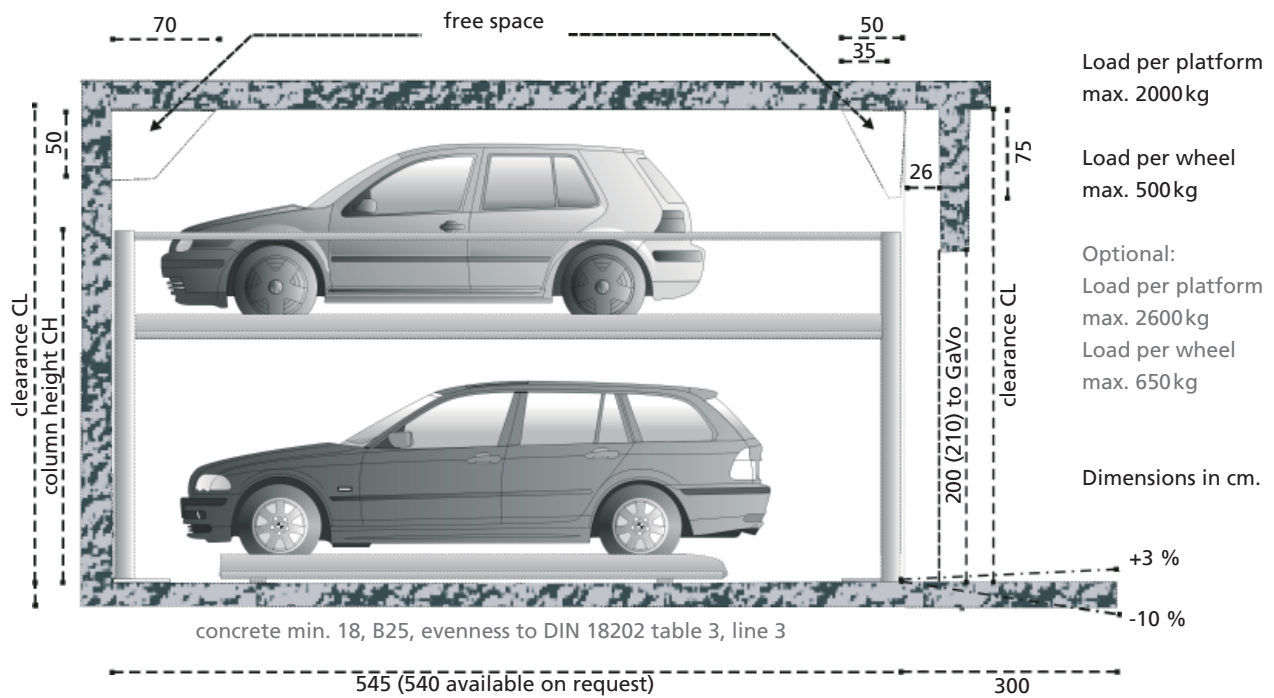 70
free space
50
35
Load per platform
max. 2000 kg
50
75
26
Load per wheel
max. 500 kg
Optional:
Load per platform
max. 2600 kg
Load per wheel
max. 650 kg
clearance CL
column height CH
200 (210) to GaVo
clearance CL
Dimensions in cm.
+3 %
-10 %
concrete min. 18, B25, evenness to DIN 18202 table 3, line 3
545 (540 available on request)
300